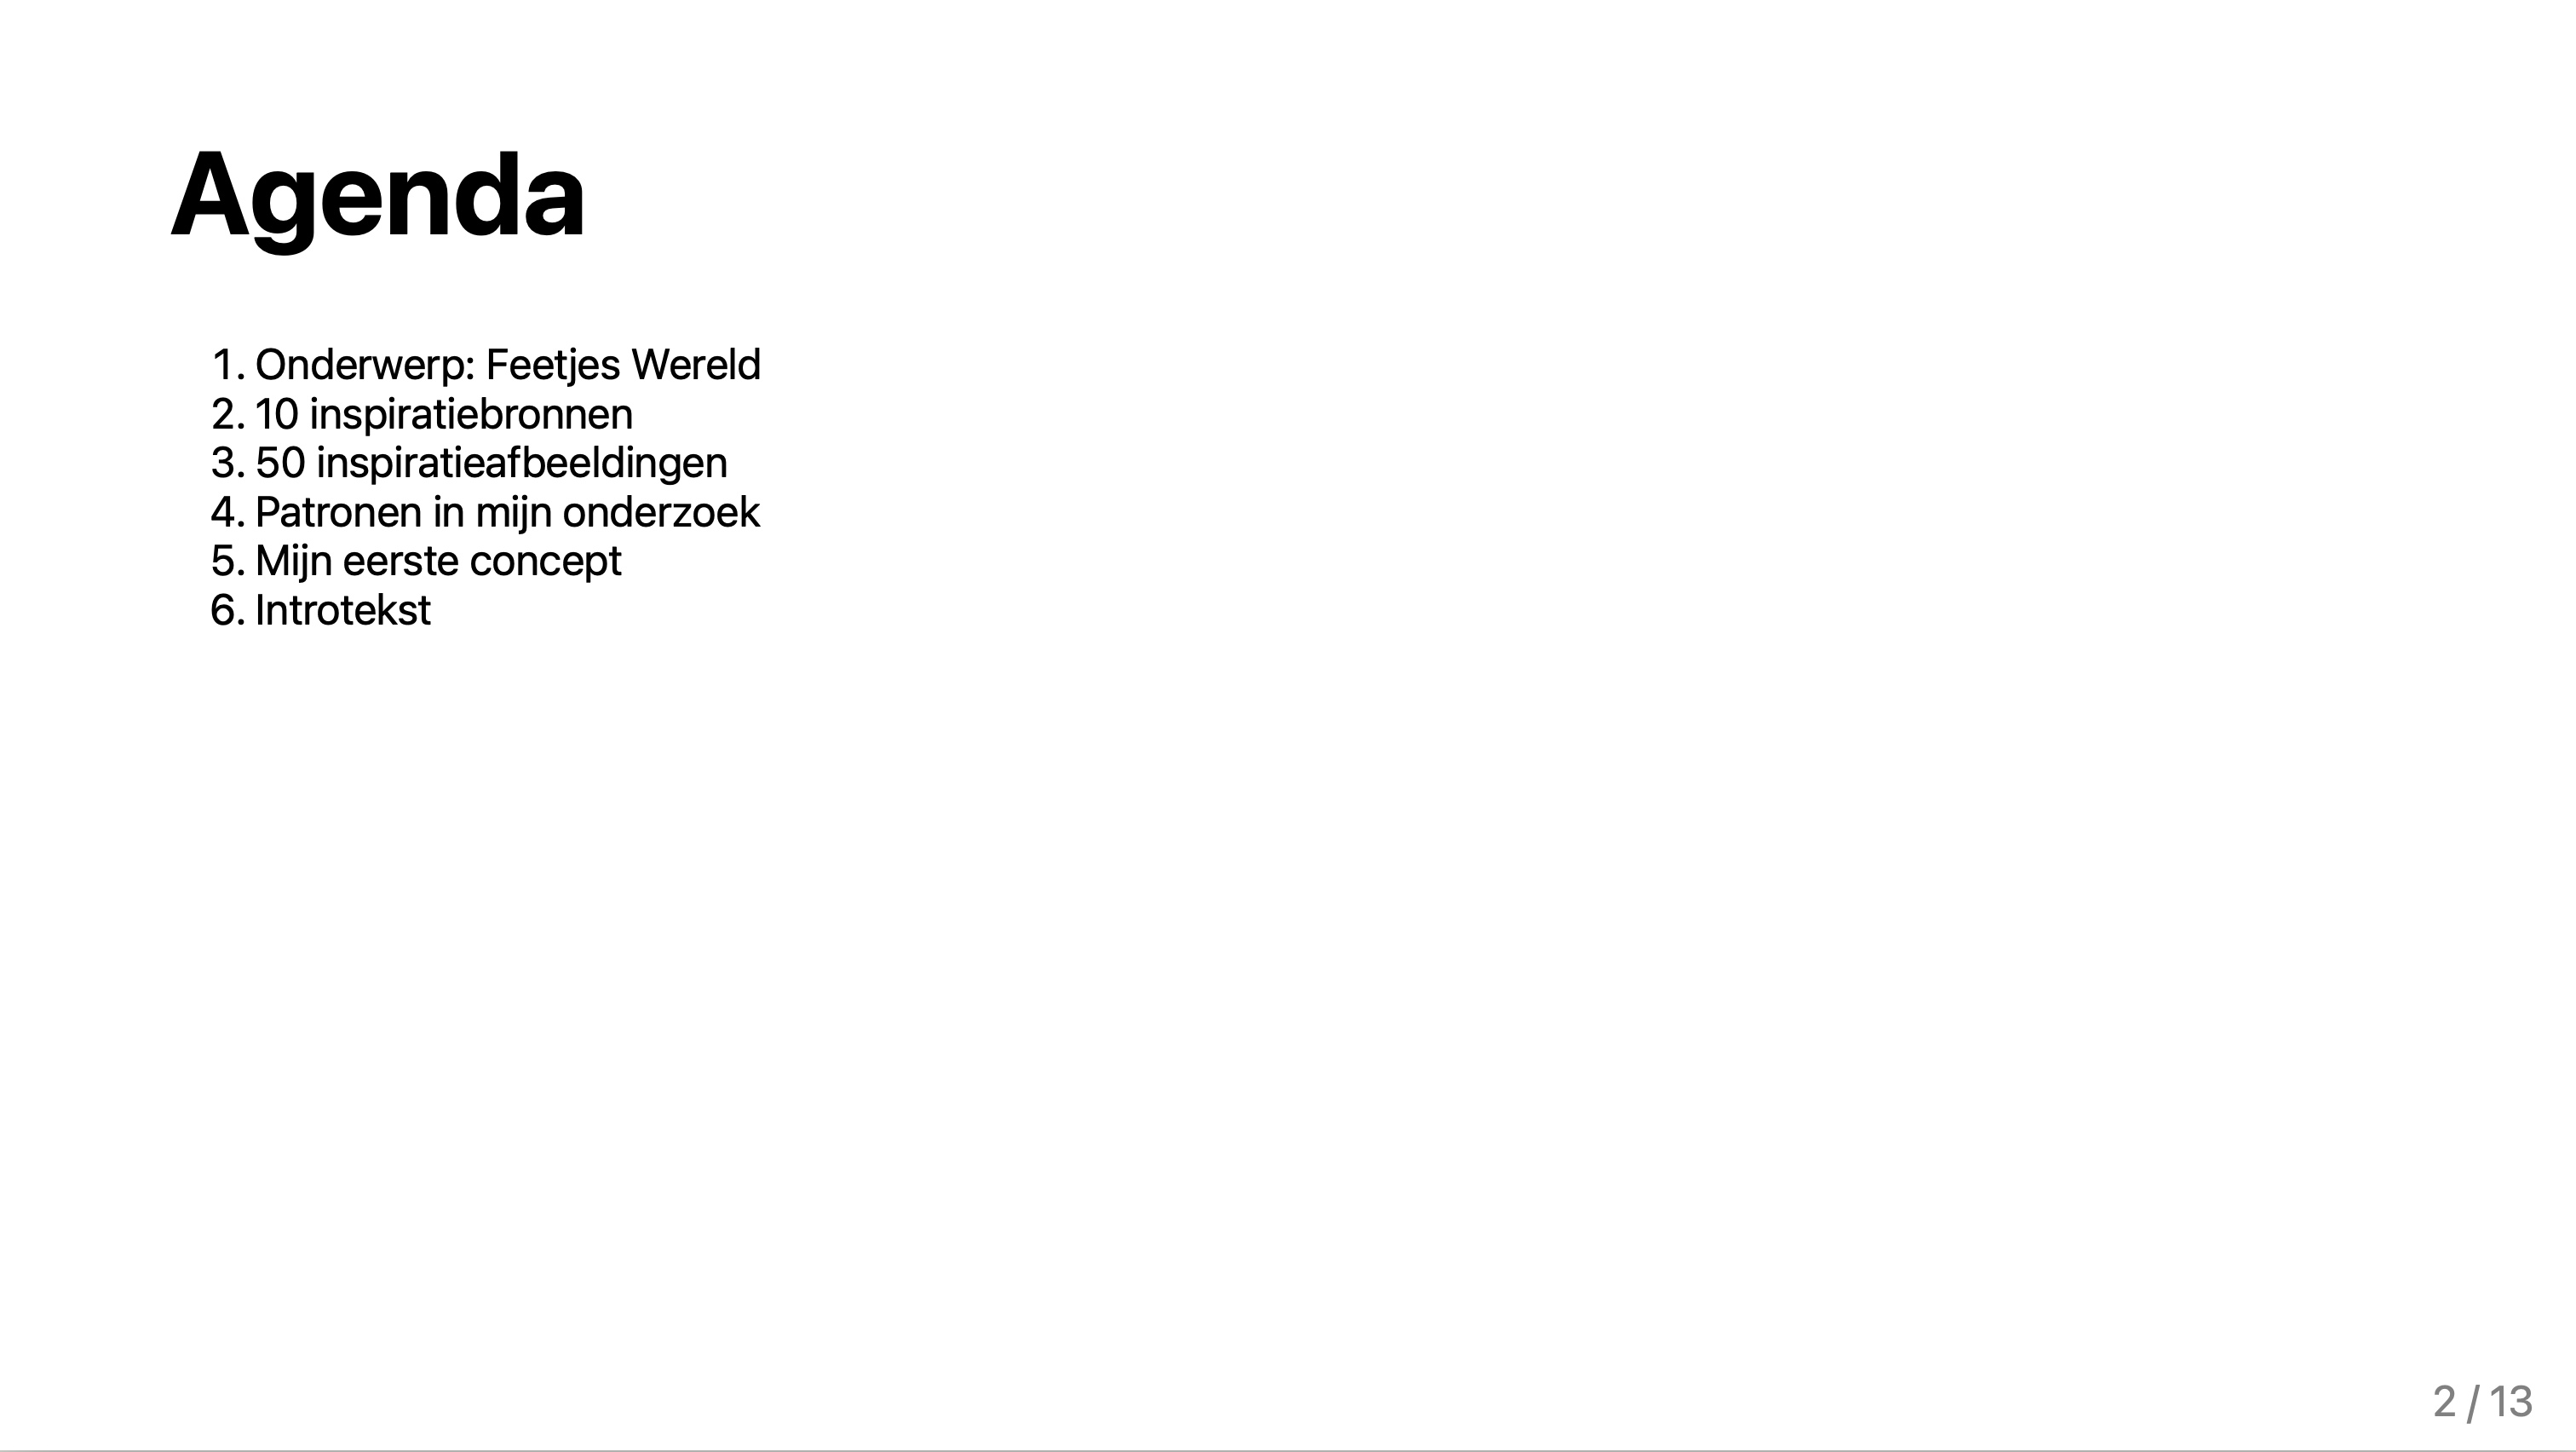 Agenda
1. Onderwerp: Feetjes Wereld
2. 10 inspiratiebronnen
3. 50 inspiratieafbeeldingen
4. Patronen in mijn onderzoek
5. Mijn eerste concept
6. Introtekst
2 / 13